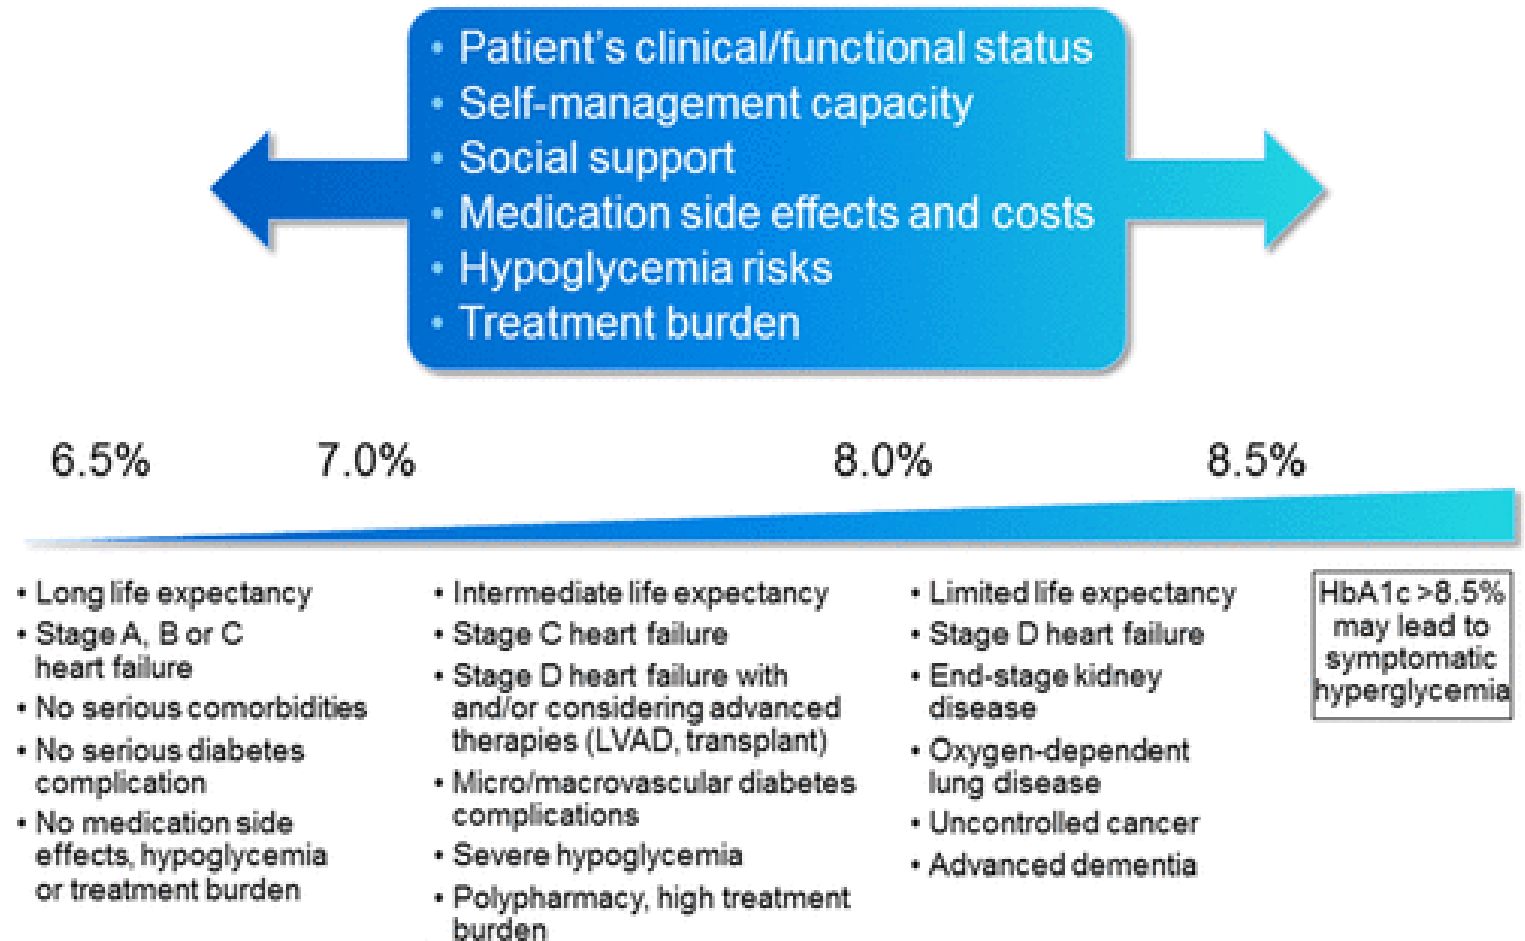 • Patient's clinical/functional status
• Self-management capacity
• Social support
• Medication side effects and costs
• Hypoglycemia risks
• Treatment burden
6.5% 7.0% 8.0% 8.5%
• Long life expectancy
• Stage A, B or C
heart failure
• No serious comorbidities
• No serious diabetes
complication
• No medication side
effects, hypoglycemia
or treatment burden
• Intermediate life expectancy
• Stage C heart failure
• Stage D heart failure with
and/or considering advanced
therapies (LVAD, transplant)
• Micro/macrovascular diabetes
complications
• Severe hypoglycemia
• Polypharmacy, high treatment
burden
• Limited life expectancy
• Stage D heart failure
• End-stage kidney
disease
• Oxygen-dependent
lung disease
• Uncontrolled cancer
• Advanced dementia
HbA1c >8.5%
may lead to
symptomatic
hyperglycemia